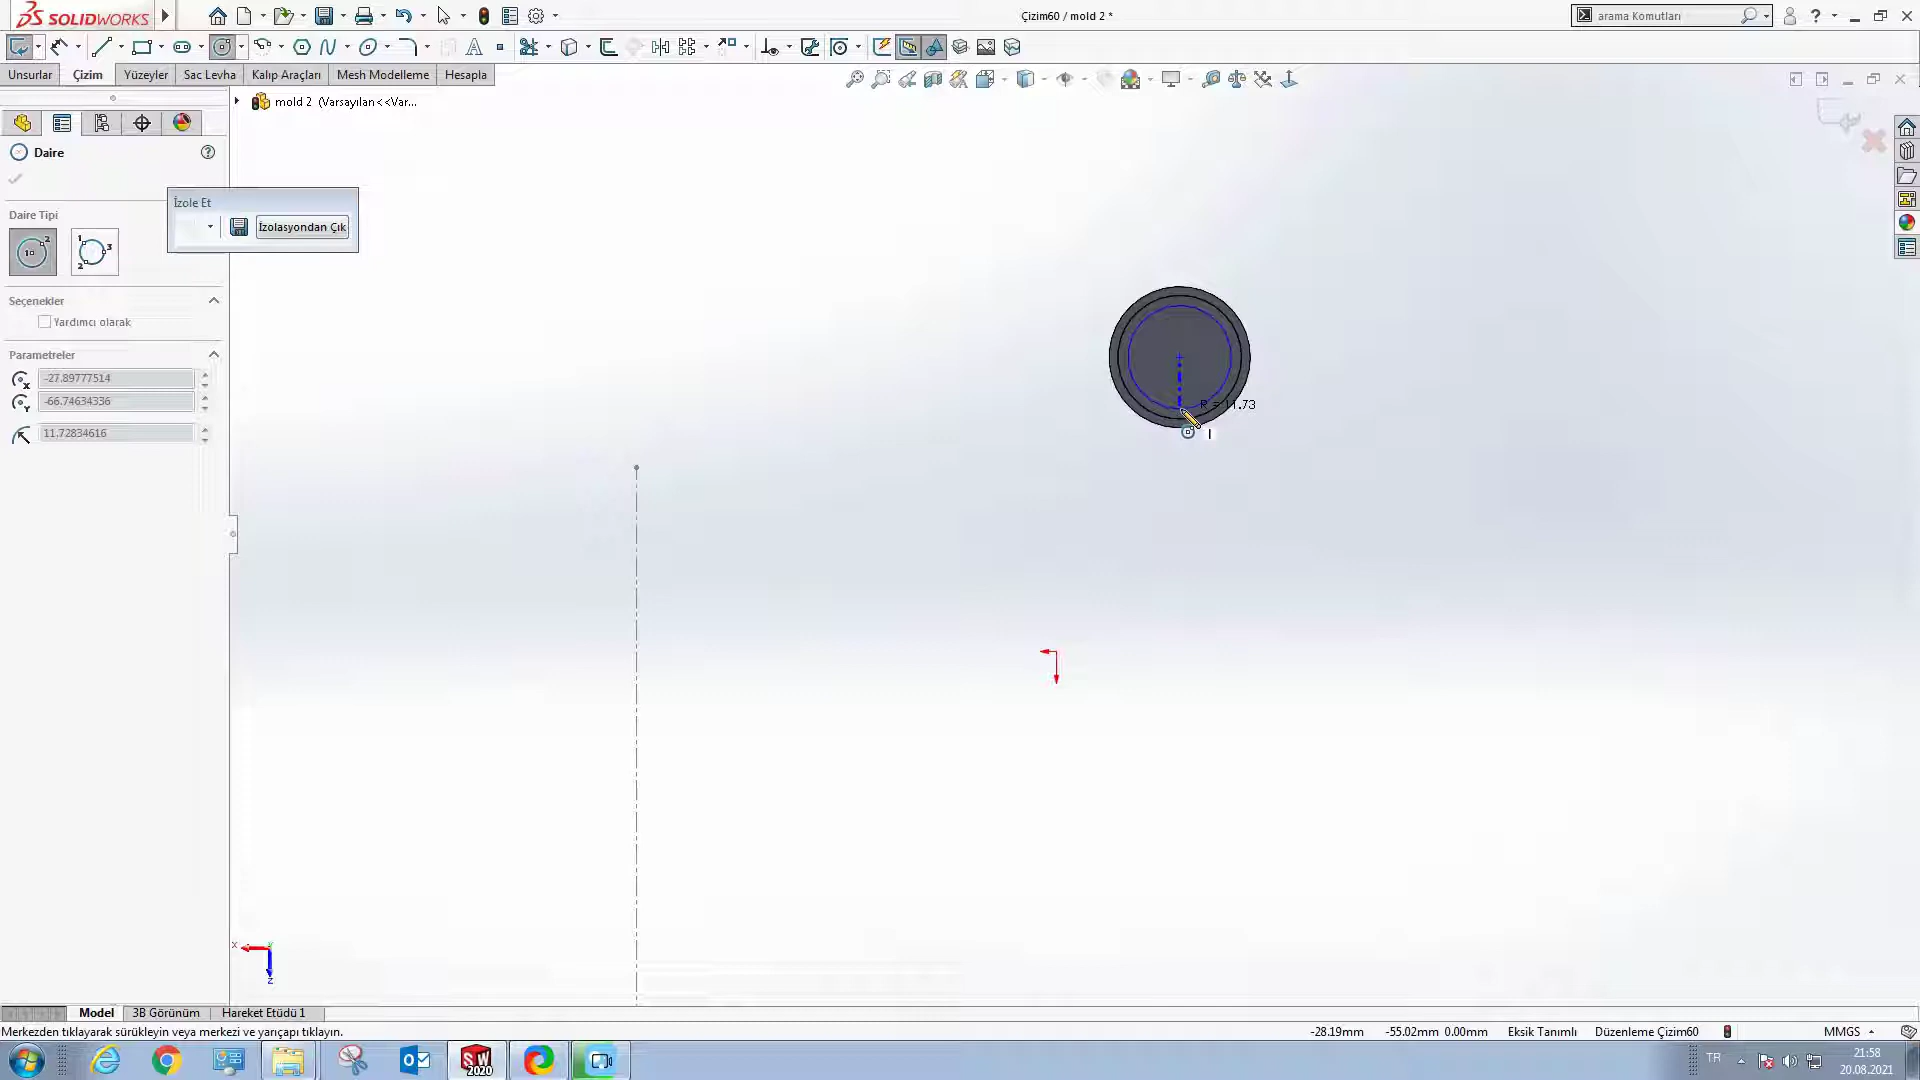 SOLIDWORKS
Çizim60 / mold 2 *
arama Komutları
Unsurlar
Çizim
Yüzeyler
Sac Levha
Kalıp Araçları
Mesh Modelleme
Hesapla
mold 2 (Varsayılan<<Var...
Daire
İzole Et
İzolasyondan Çık
Daire Tipi
Seçenekler
Yardımcı olarak
Parametreler
-27.89777514
-66.74634336
11.72834616
R = 11.73
x
y
z
Model
3B Görünüm
Hareket Etüdü 1
Merkezden tıklayarak sürükleyin veya merkezi ve yarıçapı tıklayın.
-28.19mm
-55.02mm
0.00mm
Eksik Tanımlı
Düzenleme Çizim60
MMGS
SW 2020
TR
21:58
20.08.2021